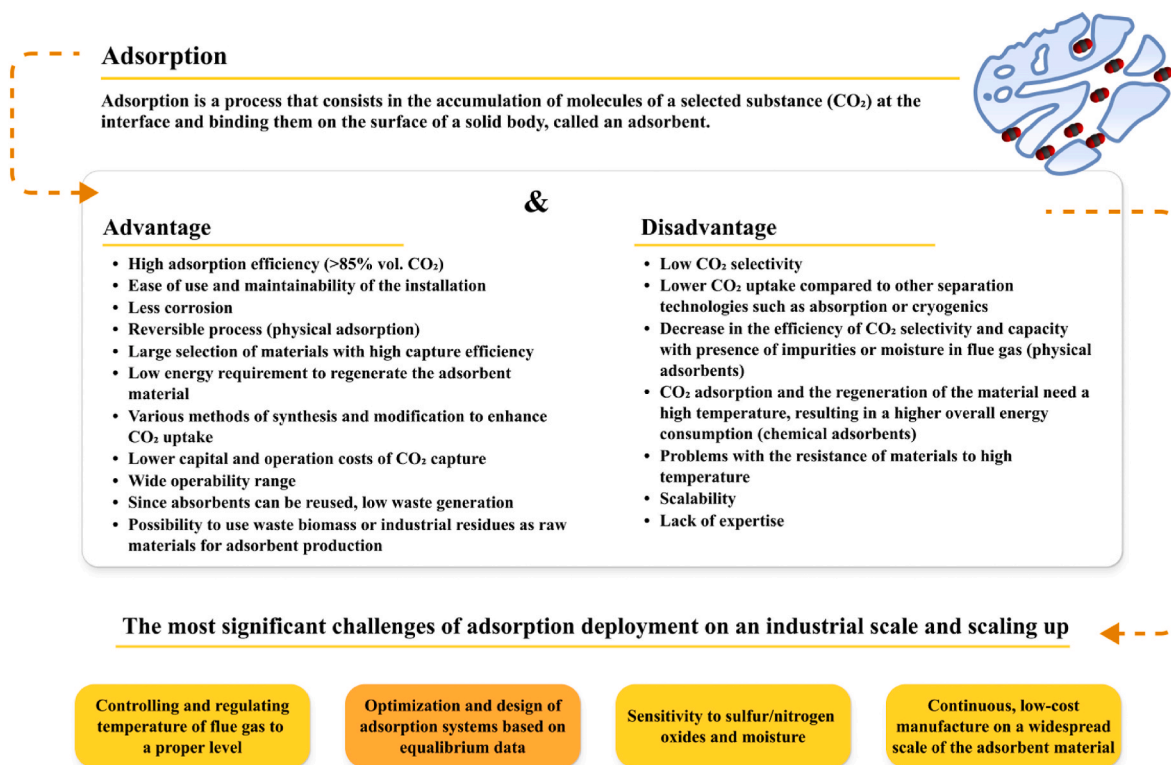 Adsorption
Adsorption is a process that consists in the accumulation of molecules of a selected substance (CO₂) at the
interface and binding them on the surface of a solid body, called an adsorbent.
&
Advantage
• High adsorption efficiency (>85% vol. CO₂)
• Ease of use and maintainability of the installation
• Less corrosion
• Reversible process (physical adsorption)
• Large selection of materials with high capture efficiency
• Low energy requirement to regenerate the adsorbent
material
• Various methods of synthesis and modification to enhance
CO₂ uptake
• Lower capital and operation costs of CO₂ capture
• Wide operability range
• Since absorbents can be reused, low waste generation
• Possibility to use waste biomass or industrial residues as raw
materials for adsorbent production
Disadvantage
• Low CO₂ selectivity
• Lower CO₂ uptake compared to other separation
technologies such as absorption or cryogenics
• Decrease in the efficiency of CO₂ selectivity and capacity
with presence of impurities or moisture in flue gas (physical
adsorbents)
• CO₂ adsorption and the regeneration of the material need a
high temperature, resulting in a higher overall energy
consumption (chemical adsorbents)
• Problems with the resistance of materials to high
temperature
• Scalability
• Lack of expertise
The most significant challenges of adsorption deployment on an industrial scale and scaling up
Controlling and regulating
temperature of flue gas to
a proper level
Optimization and design of
adsorption systems based on
equalibrium data
Sensitivity to sulfur/nitrogen
oxides and moisture
Continuous, low-cost
manufacture on a widespread
scale of the adsorbent material